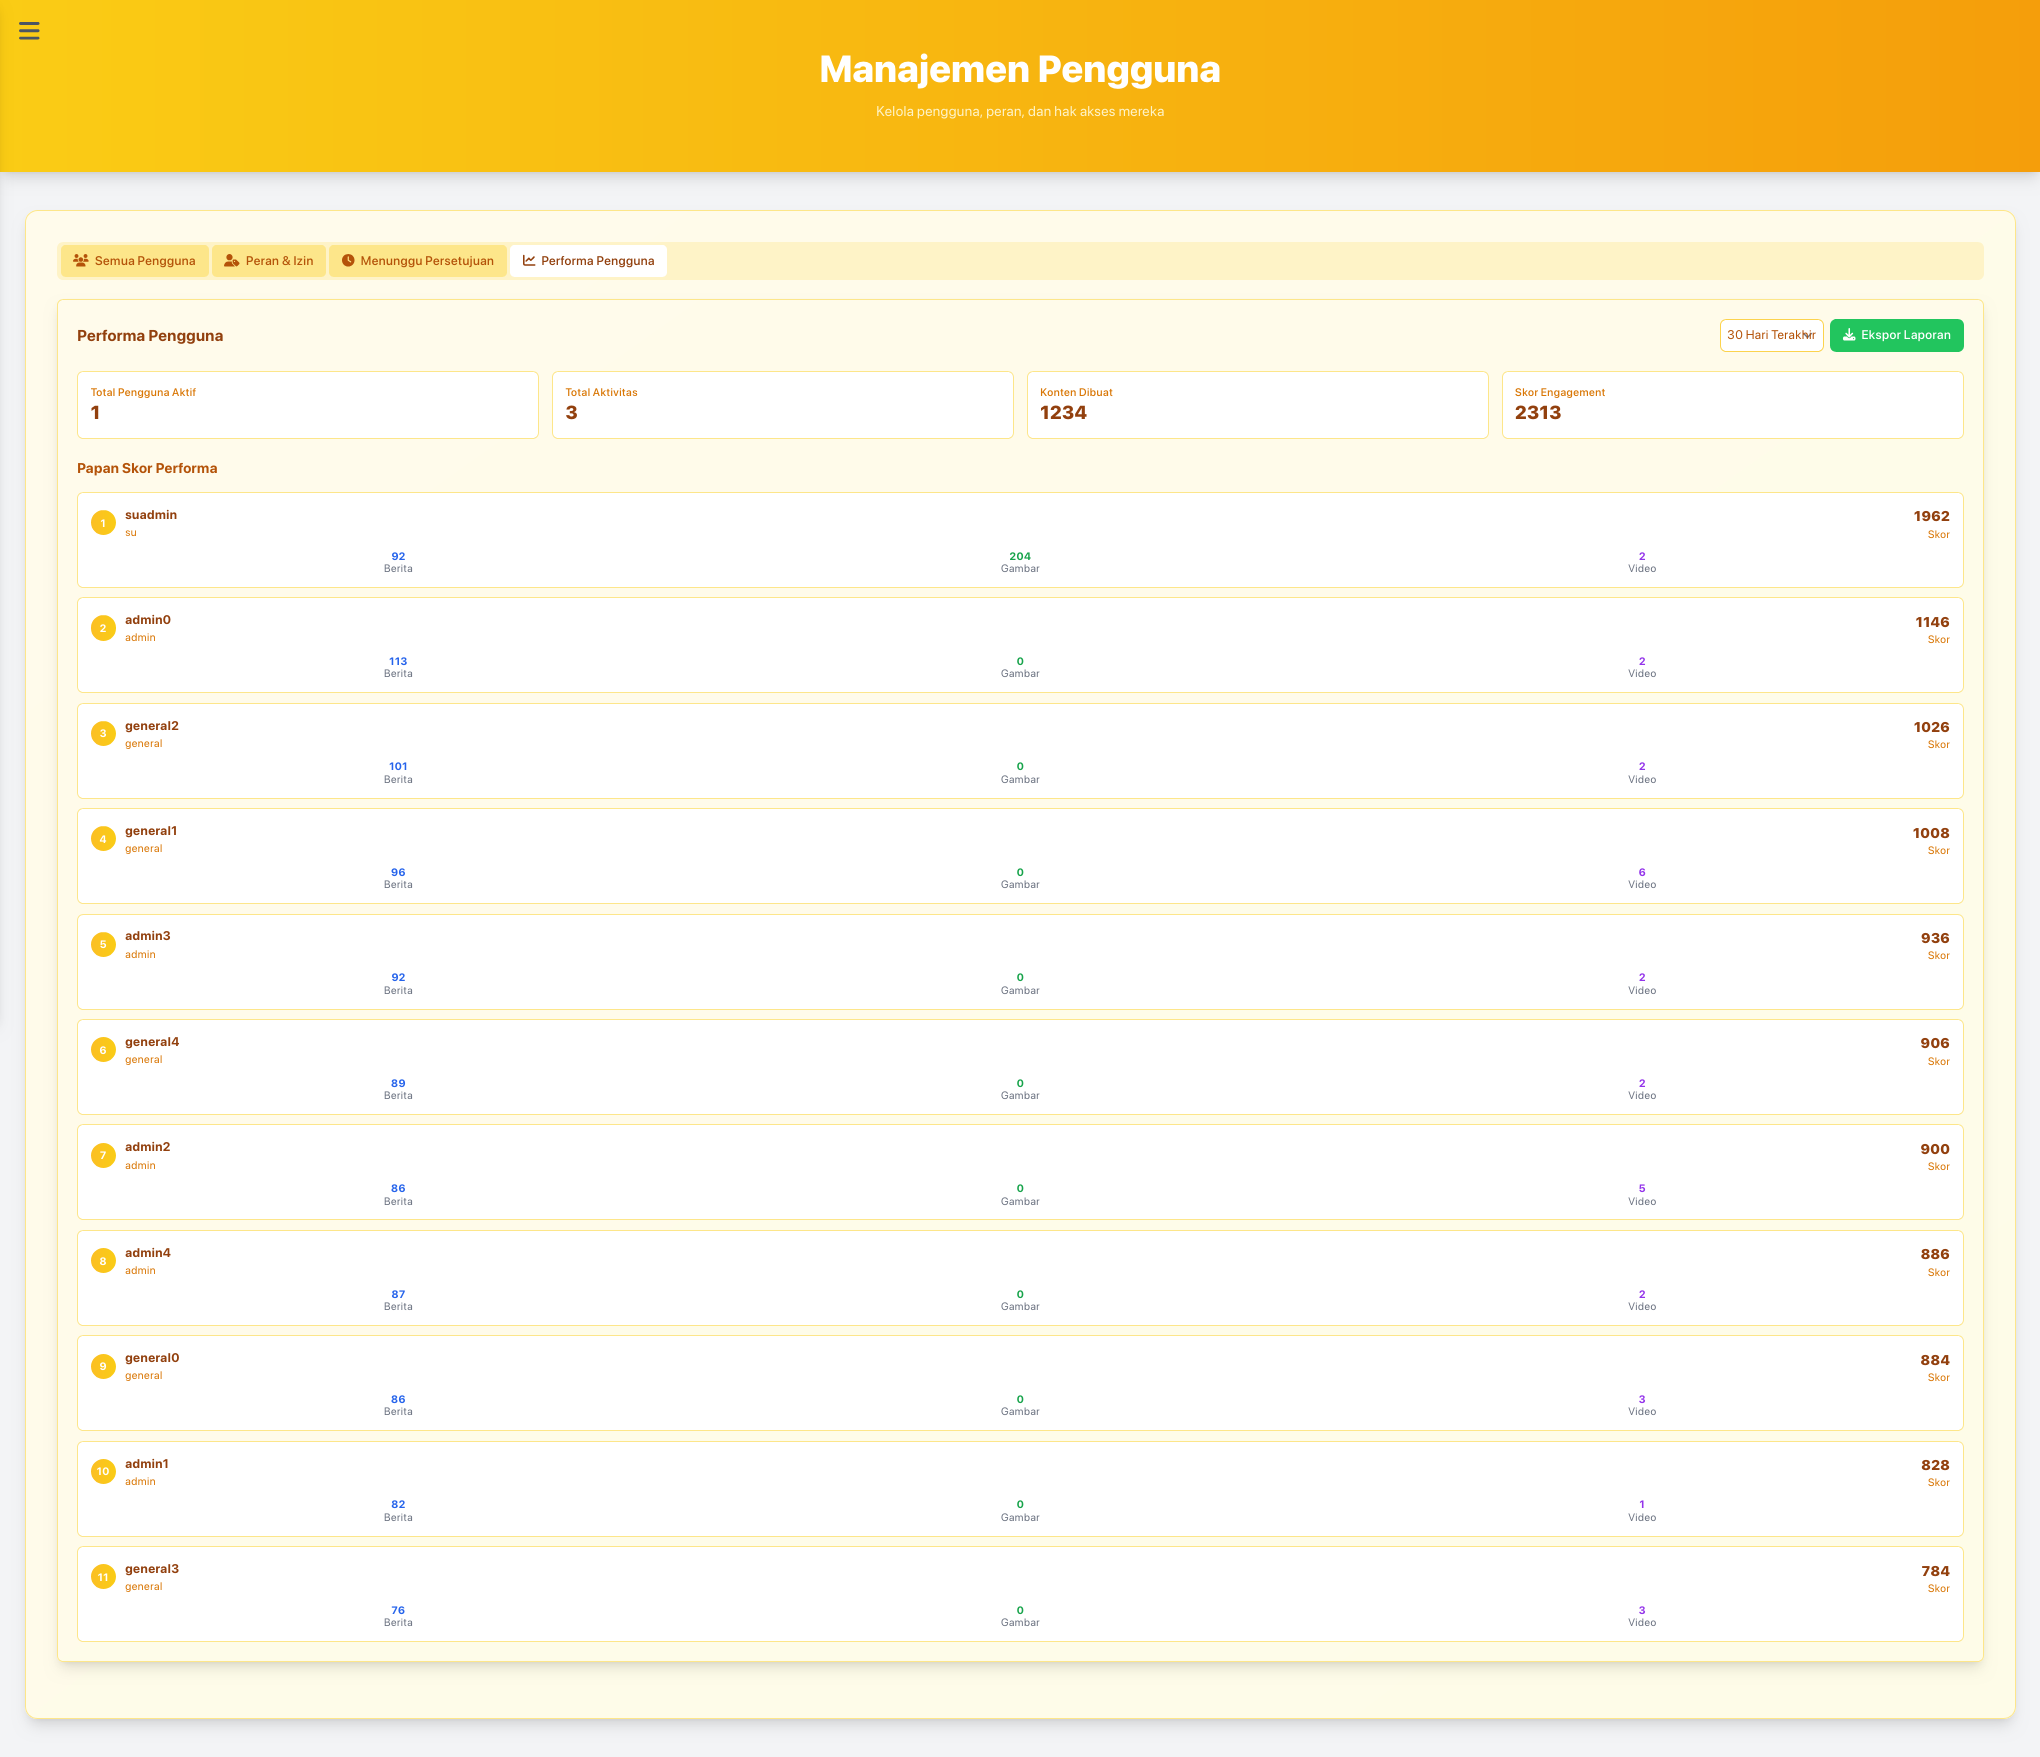 Manajemen Pengguna
Kelola pengguna, peran, dan hak akses mereka
Semua Pengguna
Peran & Izin
Menunggu Persetujuan
Performa Pengguna
Performa Pengguna
30 Hari Terakhir
Ekspor Laporan
Total Pengguna Aktif
1
Total Aktivitas
3
Konten Dibuat
1234
Skor Engagement
2313
Papan Skor Performa
1
suadmin
su
1962
Skor
92
Berita
204
Gambar
2
Video
2
admin0
admin
1146
Skor
113
Berita
0
Gambar
2
Video
3
general2
general
1026
Skor
101
Berita
0
Gambar
2
Video
4
general1
general
1008
Skor
96
Berita
0
Gambar
6
Video
5
admin3
admin
936
Skor
92
Berita
0
Gambar
2
Video
6
general4
general
906
Skor
89
Berita
0
Gambar
2
Video
7
admin2
admin
900
Skor
86
Berita
0
Gambar
5
Video
8
admin4
admin
886
Skor
87
Berita
0
Gambar
2
Video
9
general0
general
884
Skor
86
Berita
0
Gambar
3
Video
10
admin1
admin
828
Skor
82
Berita
0
Gambar
1
Video
11
general3
general
784
Skor
76
Berita
0
Gambar
3
Video